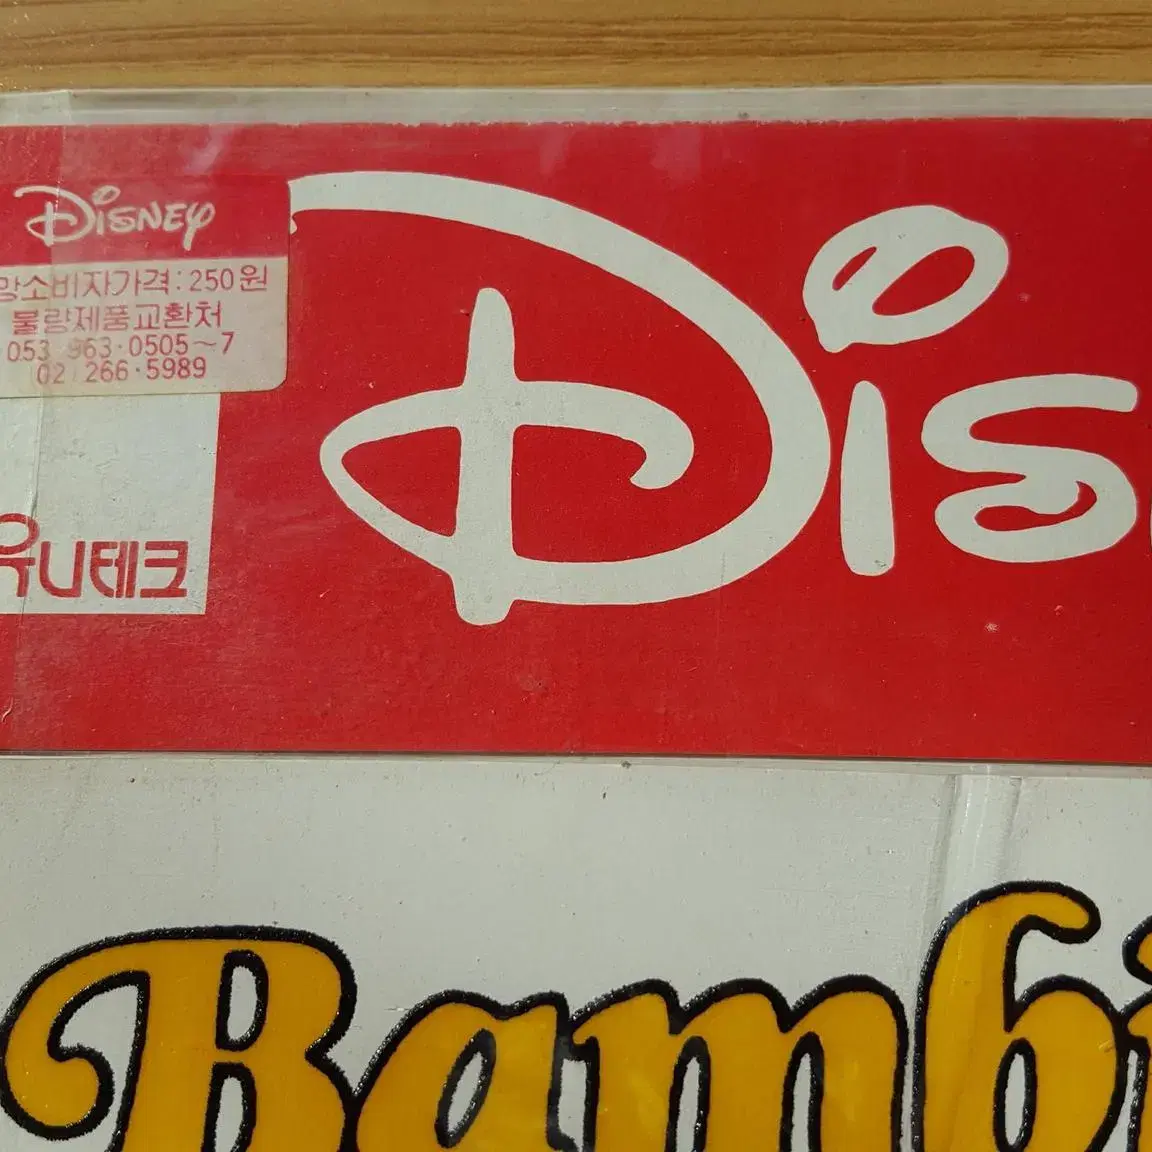 DISNEY
망소비자가격:250원
불량제품교환처
053 963·0505~7
02 266·5989
유니테크
Dis
Bambi